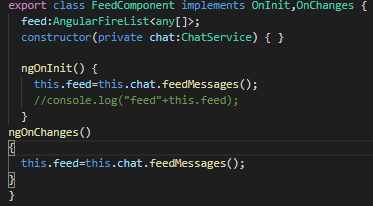 export class FeedComponent implements OnInit,OnChanges {
feed:AngularFireList<any[]>;
constructor(private chat:ChatService) { }
ngOnInit() {
this.feed=this.chat.feedMessages();
//console.log("feed"+this.feed);
}
ngOnChanges()
{
this.feed=this.chat.feedMessages();
}
}